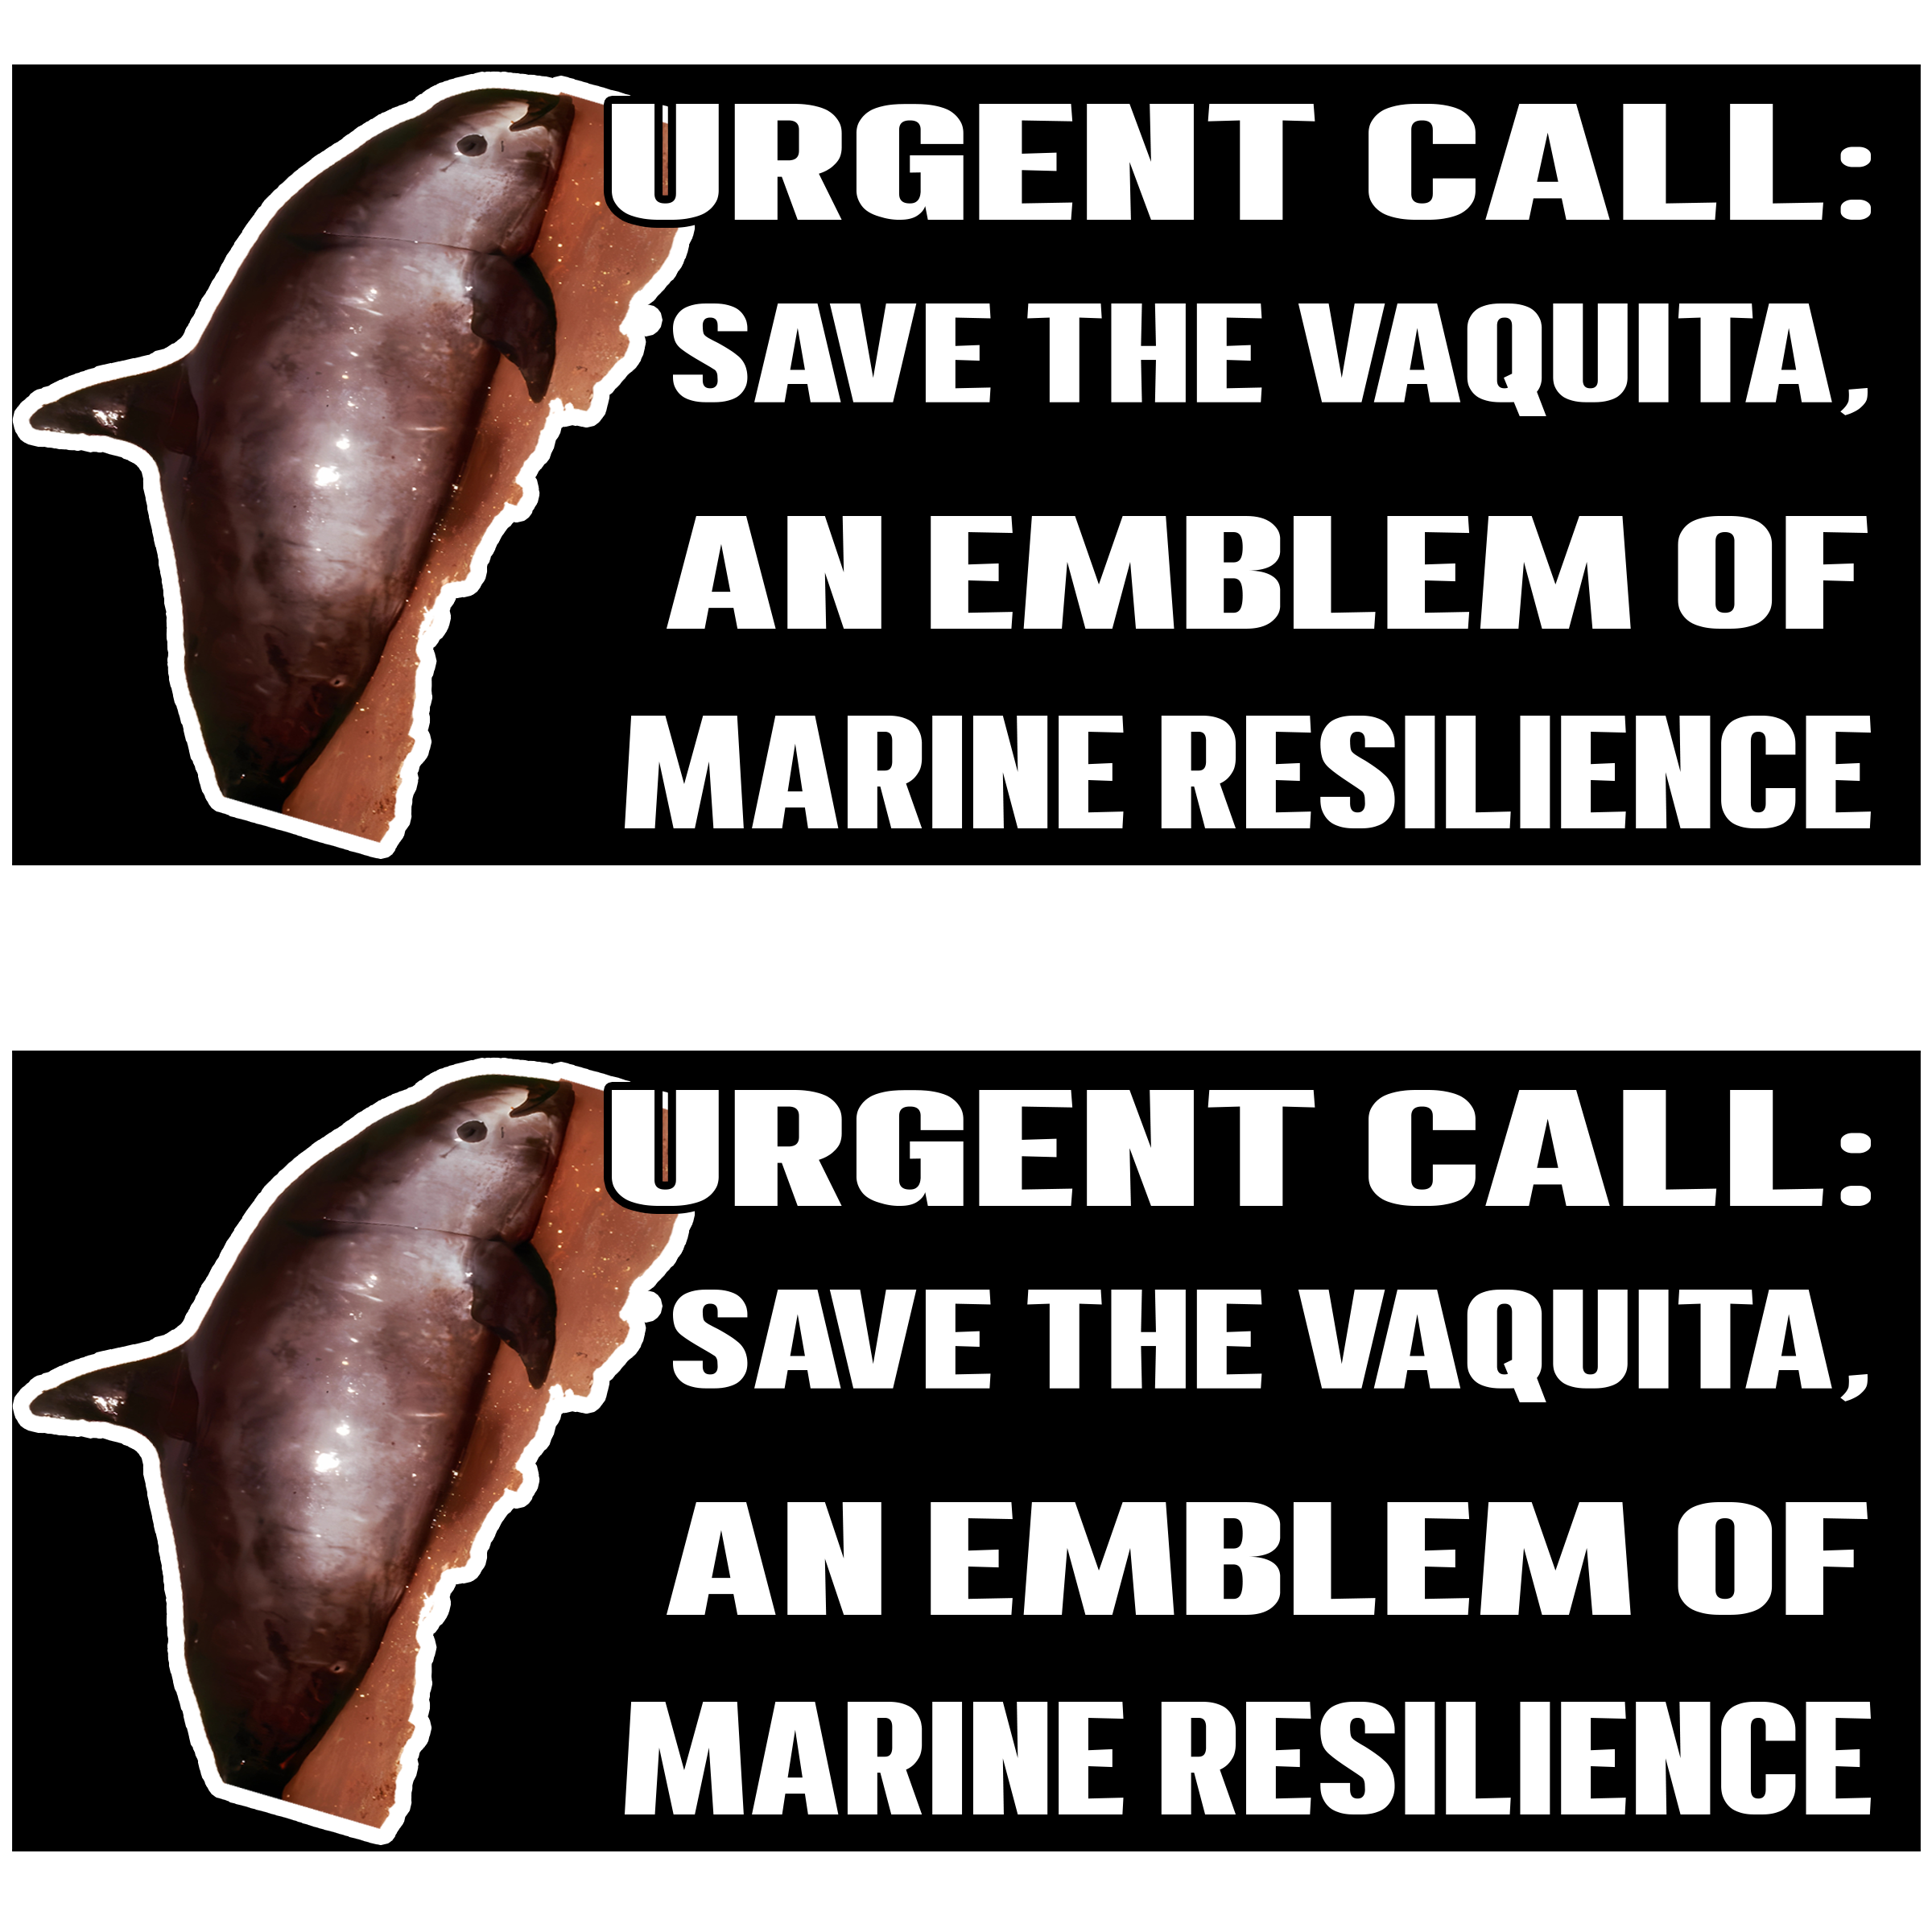 URGENT CALL:
SAVE THE VAQUITA,
AN EMBLEM OF
MARINE RESILIENCE
URGENT CALL:
SAVE THE VAQUITA,
AN EMBLEM OF
MARINE RESILIENCE